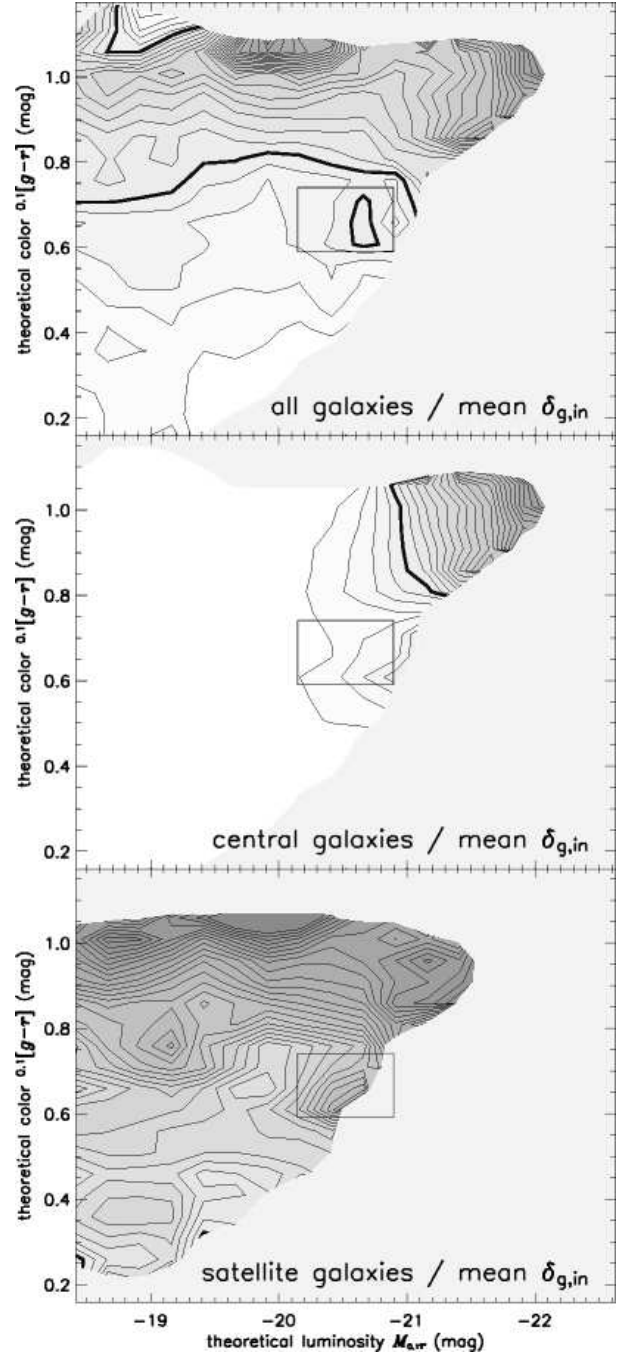 1.0
0.8
0.6
0.4
0.2
theoretical color 0.1[g−r] (mag)
all galaxies / mean δg,in
1.0
0.8
0.6
0.4
0.2
theoretical color 0.1[g−r] (mag)
central galaxies / mean δg,in
1.0
0.8
0.6
0.4
0.2
theoretical color 0.1[g−r] (mag)
satellite galaxies / mean δg,in
−19 −20 −21 −22
theoretical luminosity (mag)